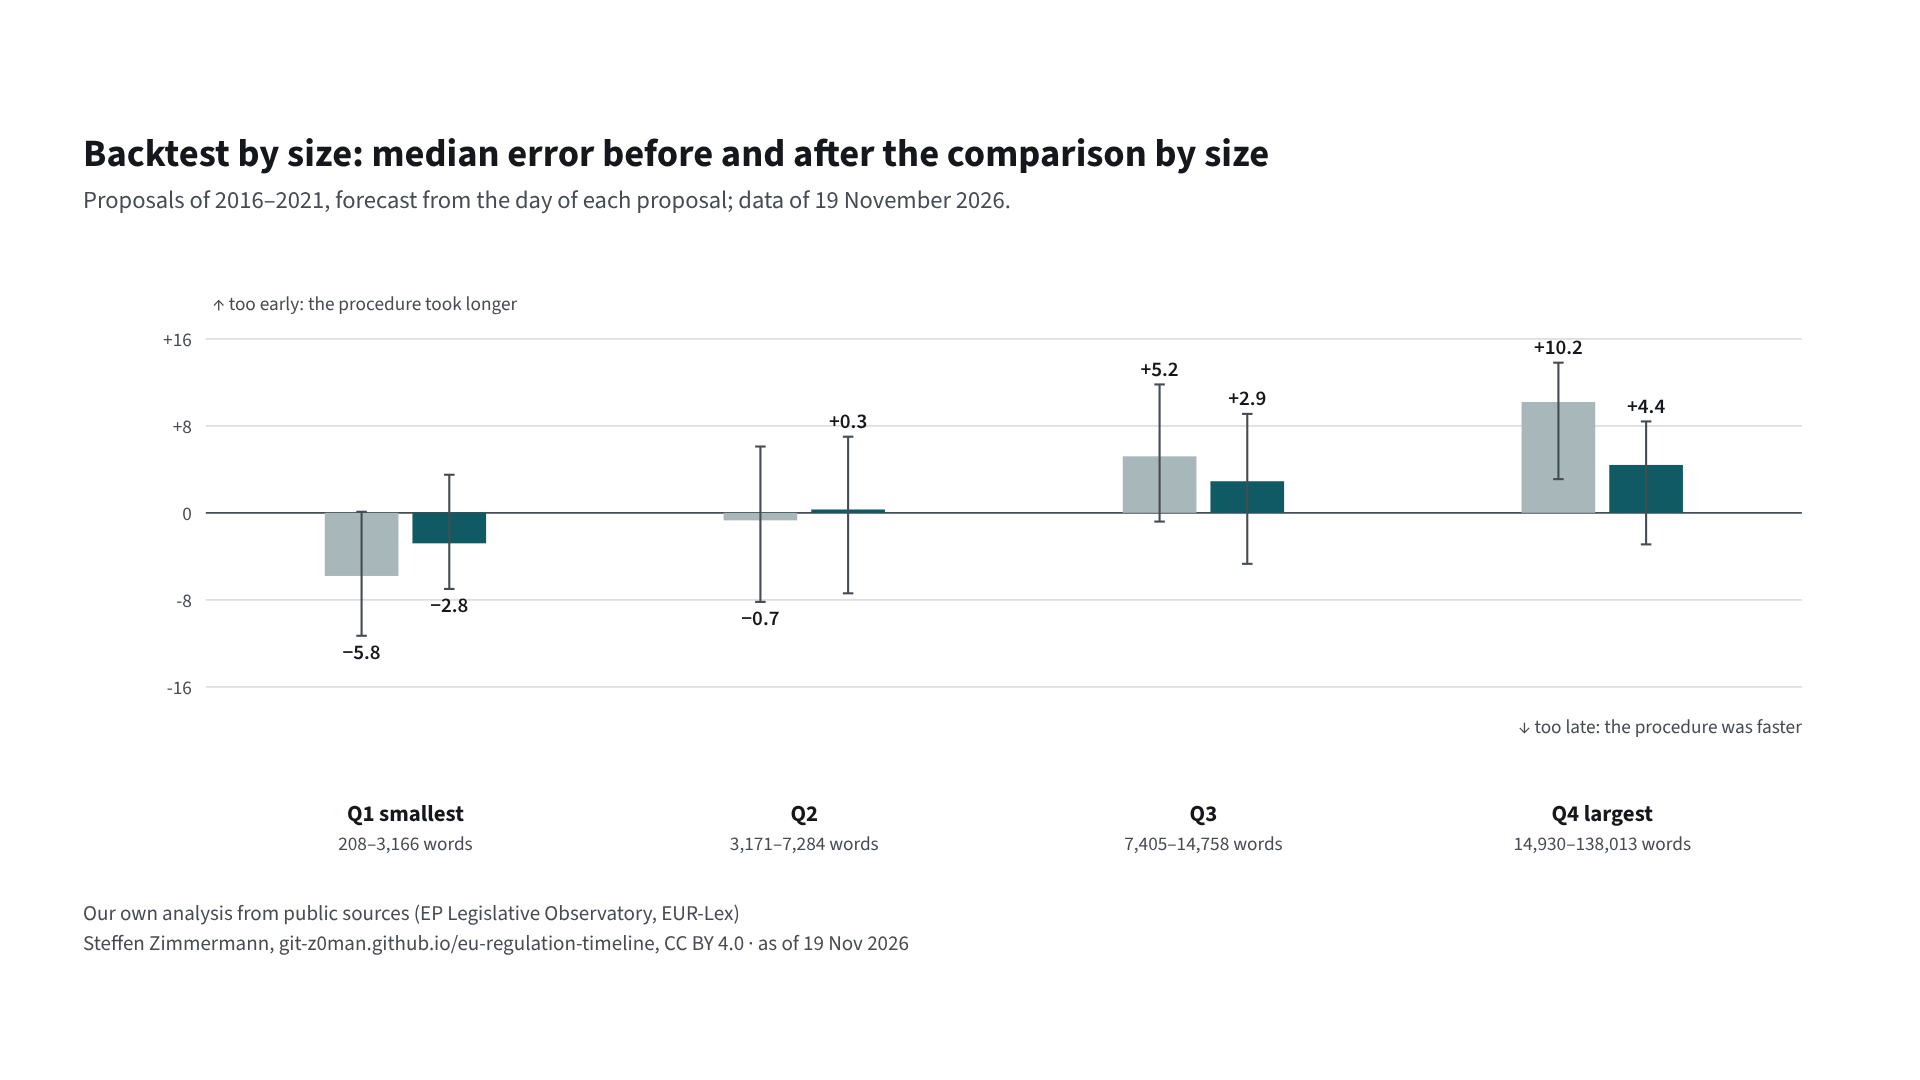 Backtest by size: median error before and after the comparison by size
Proposals of 2016–2021, forecast from the day of each proposal; data of 19 November 2026.
↑ too early: the procedure took longer
+16
+8
0
-8
-16
−5.8
−2.8
−0.7
+0.3
+5.2
+2.9
+10.2
+4.4
↓ too late: the procedure was faster
Q1 smallest
208–3,166 words
Q2
3,171–7,284 words
Q3
7,405–14,758 words
Q4 largest
14,930–138,013 words
Our own analysis from public sources (EP Legislative Observatory, EUR-Lex)
Steffen Zimmermann, git-z0man.github.io/eu-regulation-timeline, CC BY 4.0 · as of 19 Nov 2026